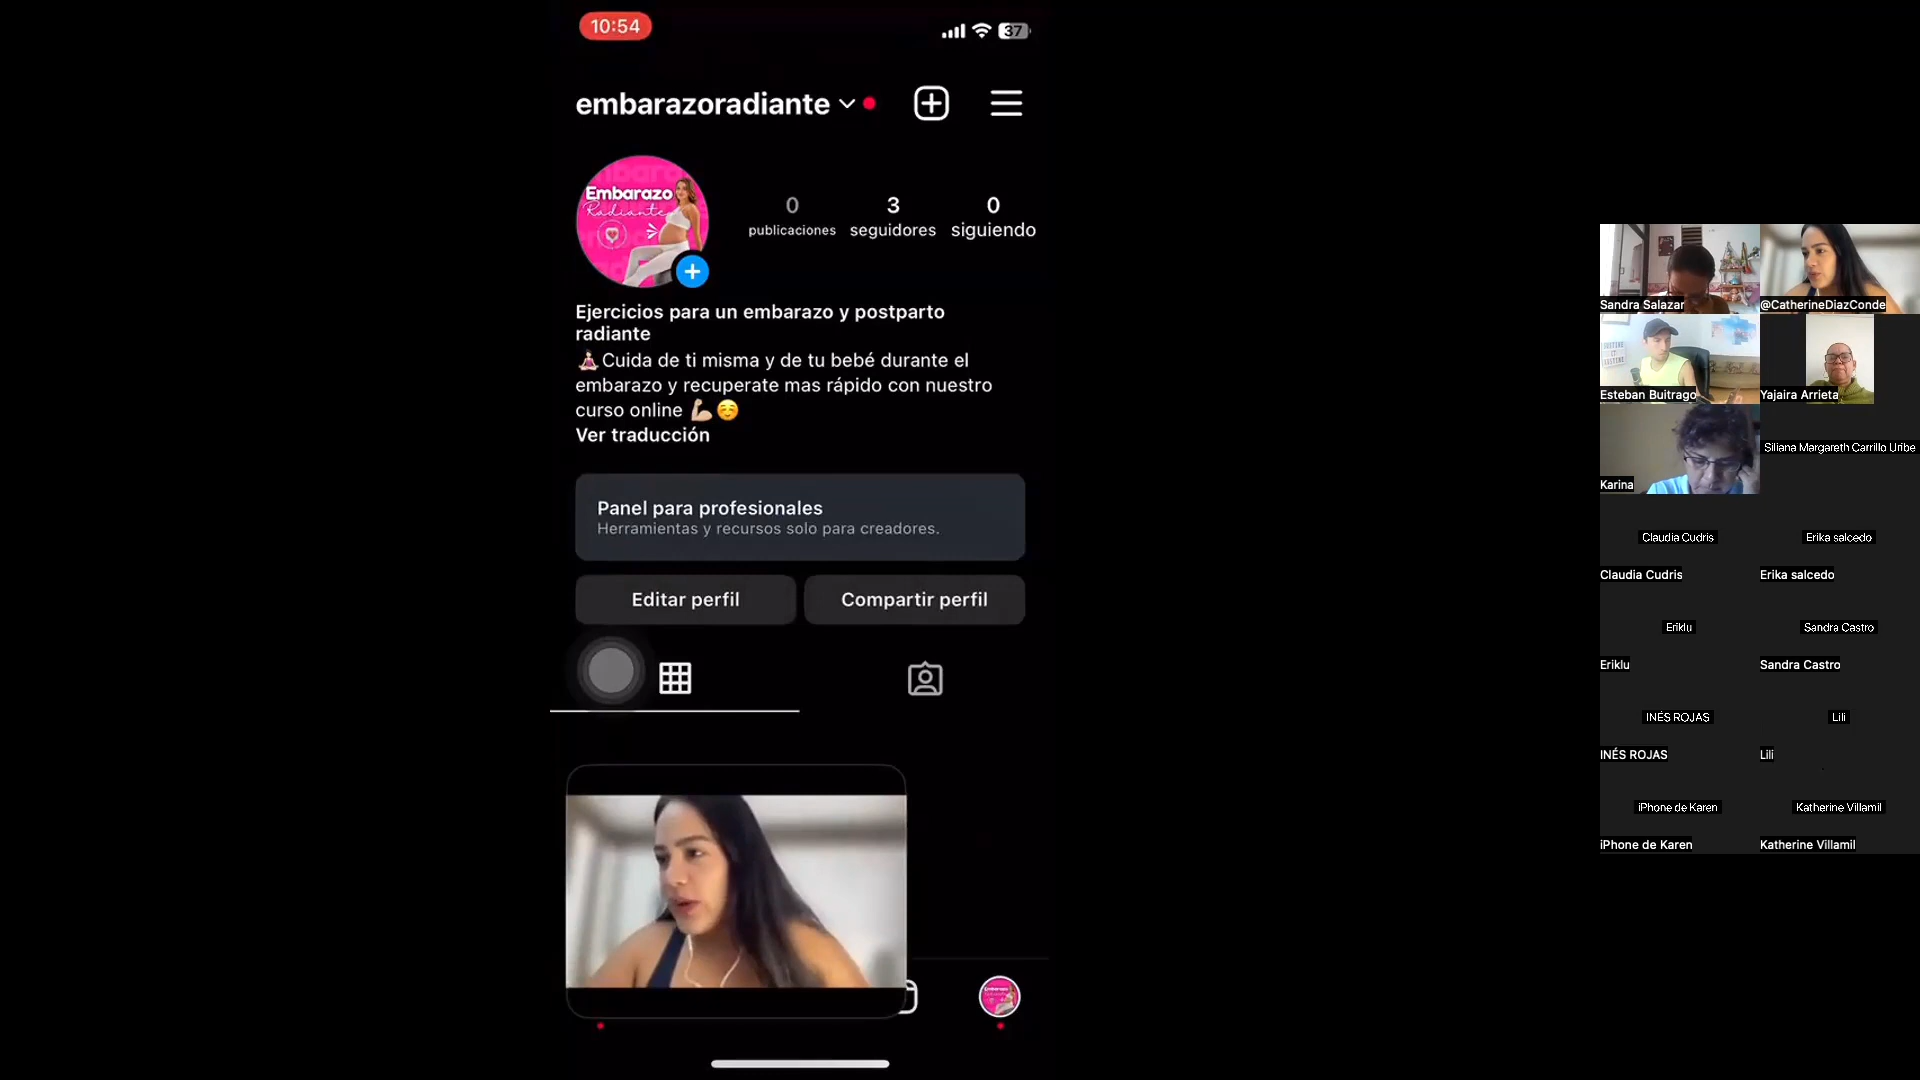 10:54
37
embarazoradiante
Embarazo
Radiante
0
publicaciones
3
seguidores
0
siguiendo
Ejercicios para un embarazo y postparto
radiante
🧘🏻‍♀️Cuida de ti misma y de tu bebé durante el
embarazo y recuperate mas rápido con nuestro
curso online 💪🏼☺️
Ver traducción
Panel para profesionales
Herramientas y recursos solo para creadores.
Editar perfil
Compartir perfil
Sandra Salazar
@CatherineDiazConde
Esteban Buitrago
Yajaira Arrieta
Karina
Siliana Margareth Carrillo Uribe
Claudia Cudris
Erika salcedo
Claudia Cudris
Erika salcedo
Eriklu
Sandra Castro
Eriklu
Sandra Castro
INÉS ROJAS
Lili
INÉS ROJAS
Lili
iPhone de Karen
Katherine Villamil
iPhone de Karen
Katherine Villamil